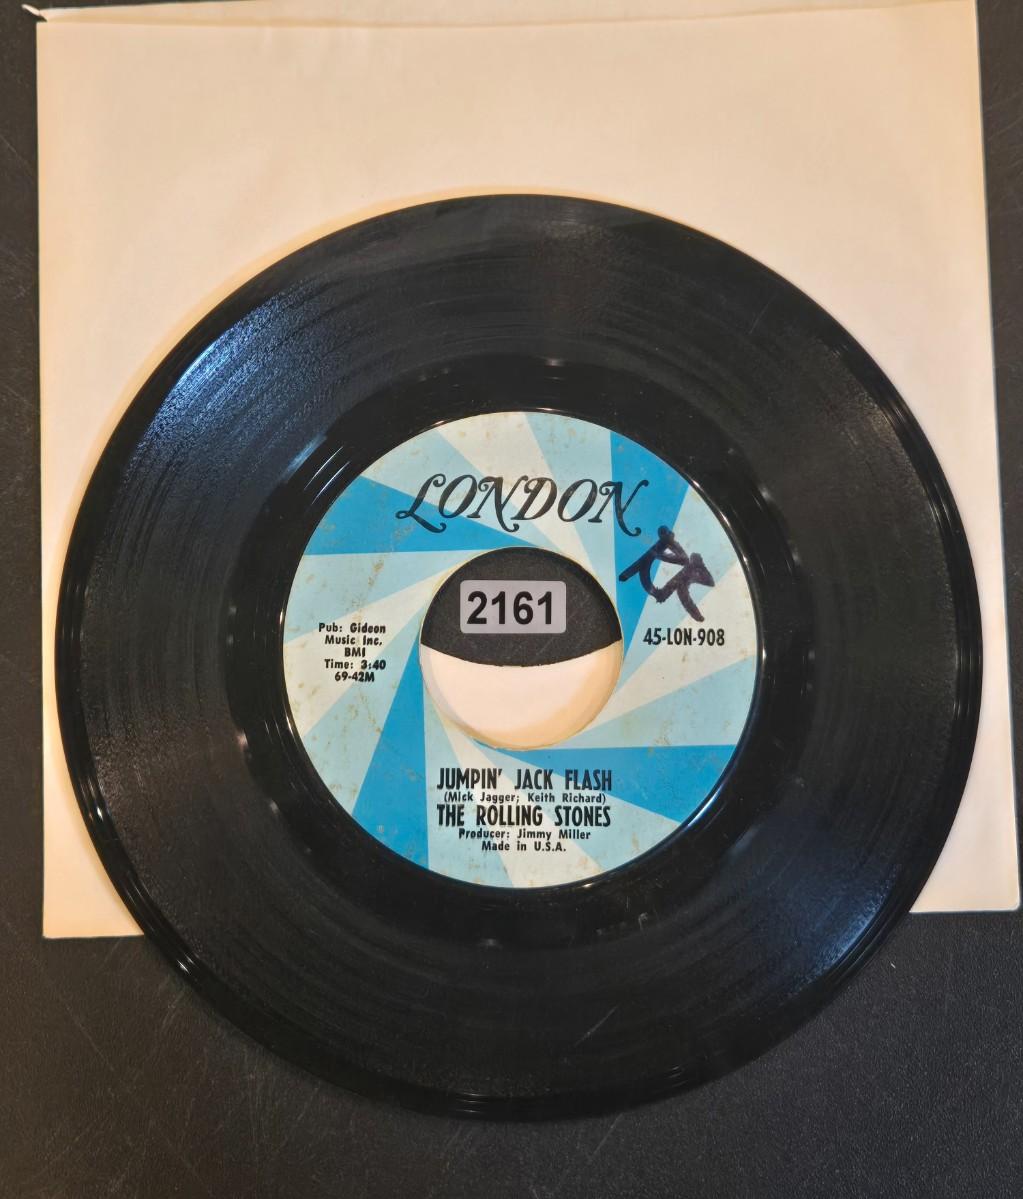 LONDON
RR
2161
Pub: Gideon
Music Inc.
BMI
Time: 3:40
69-42M
45-LON-908
JUMPIN' JACK FLASH
(Mick Jagger; Keith Richard)
THE ROLLING STONES
Producer: Jimmy Miller
Made in U.S.A.